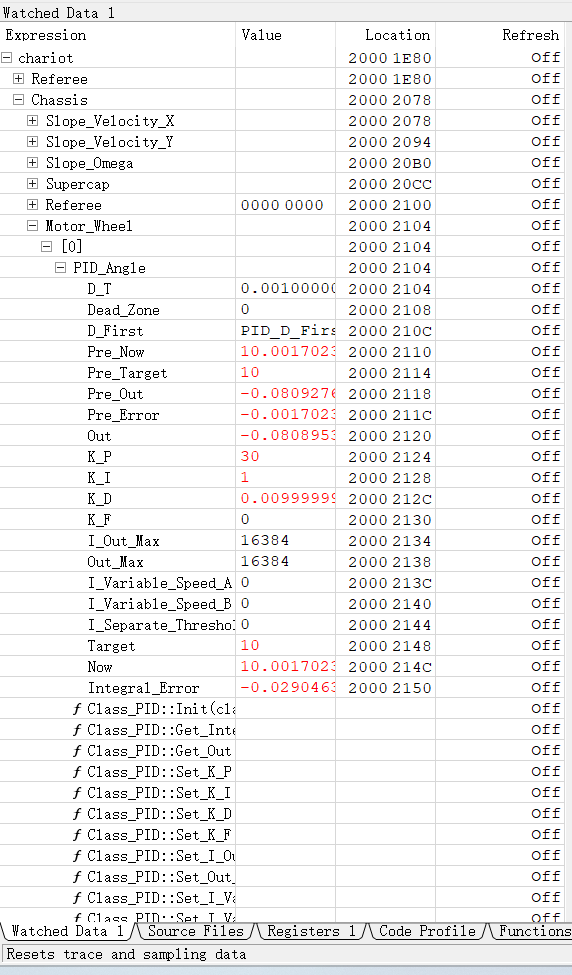 Watched Data 1
Expression Value Location Refresh
chariot 2000 1E80 Off
Referee 2000 1E80 Off
Chassis 2000 2078 Off
Slope_Velocity_X 2000 2078 Off
Slope_Velocity_Y 2000 2094 Off
Slope_Omega 2000 20B0 Off
Supercap 2000 20CC Off
Referee 0000 0000 2000 2100 Off
Motor_Wheel 2000 2104 Off
[0] 2000 2104 Off
PID_Angle 2000 2104 Off
D_T 0.00100000 2000 2104 Off
Dead_Zone 0 2000 2108 Off
D_First PID_D_Firs 2000 210C Off
Pre_Now 10.0017023 2000 2110 Off
Pre_Target 10 2000 2114 Off
Pre_Out -0.0809276 2000 2118 Off
Pre_Error -0.0017023 2000 211C Off
Out -0.0808953 2000 2120 Off
K_P 30 2000 2124 Off
K_I 1 2000 2128 Off
K_D 0.00999999 2000 212C Off
K_F 0 2000 2130 Off
I_Out_Max 16384 2000 2134 Off
Out_Max 16384 2000 2138 Off
I_Variable_Speed_A 0 2000 213C Off
I_Variable_Speed_B 0 2000 2140 Off
I_Separate_Threshol 0 2000 2144 Off
Target 10 2000 2148 Off
Now 10.0017023 2000 214C Off
Integral_Error -0.0290463 2000 2150 Off
f Class_PID::Init(cla Off
f Class_PID::Get_Inte Off
f Class_PID::Get_Out Off
f Class_PID::Set_K_P Off
f Class_PID::Set_K_I Off
f Class_PID::Set_K_D Off
f Class_PID::Set_K_F Off
f Class_PID::Set_I_Ou Off
f Class_PID::Set_Out_ Off
f Class_PID::Set_I_Va Off
f Class_PID::Set_I_Va Off
Watched Data 1 Source Files Registers 1 Code Profile Functions
Resets trace and sampling data